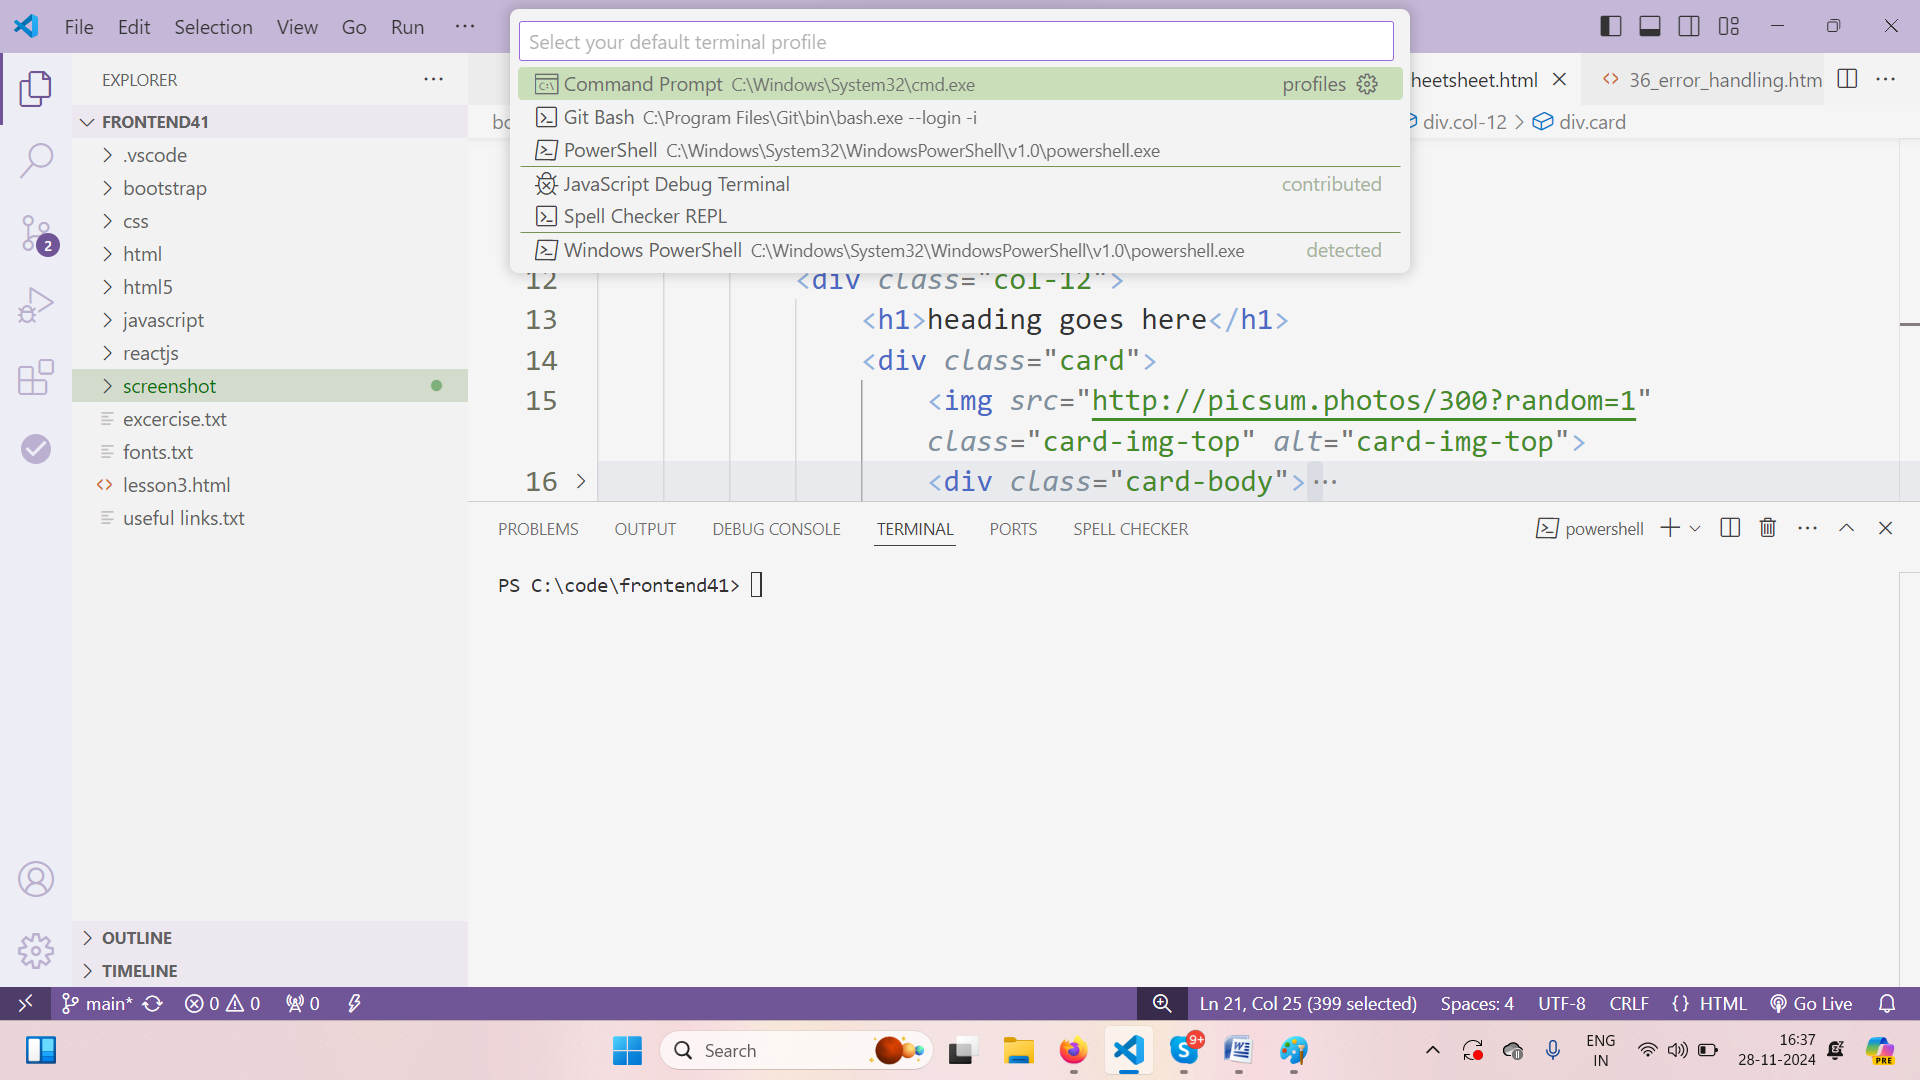 File Edit Selection View Go Run ···
Select your default terminal profile
Command Prompt C:\Windows\System32\cmd.exe profiles
Git Bash C:\Program Files\Git\bin\bash.exe --login -i
PowerShell C:\Windows\System32\WindowsPowerShell\v1.0\powershell.exe
JavaScript Debug Terminal contributed
Spell Checker REPL
Windows PowerShell C:\Windows\System32\WindowsPowerShell\v1.0\powershell.exe detected
EXPLORER ···
FRONTEND41
.vscode
bootstrap
css
html
html5
javascript
reactjs
screenshot
excercise.txt
fonts.txt
lesson3.html
useful links.txt
OUTLINE
TIMELINE
2
heetsheet.html 36_error_handling.htm ···
div.col-12 > div.card
12 <div class="col-12">
13 <h1>heading goes here</h1>
14 <div class="card">
15 <img src="http://picsum.photos/300?random=1"
class="card-img-top" alt="card-img-top">
16 <div class="card-body">···
PROBLEMS OUTPUT DEBUG CONSOLE TERMINAL PORTS SPELL CHECKER powershell ···
PS C:\code\frontend41>
main* 0 0 0 Ln 21, Col 25 (399 selected) Spaces: 4 UTF-8 CRLF {} HTML Go Live
Search
9+
ENG
IN
16:37
28-11-2024
PRE